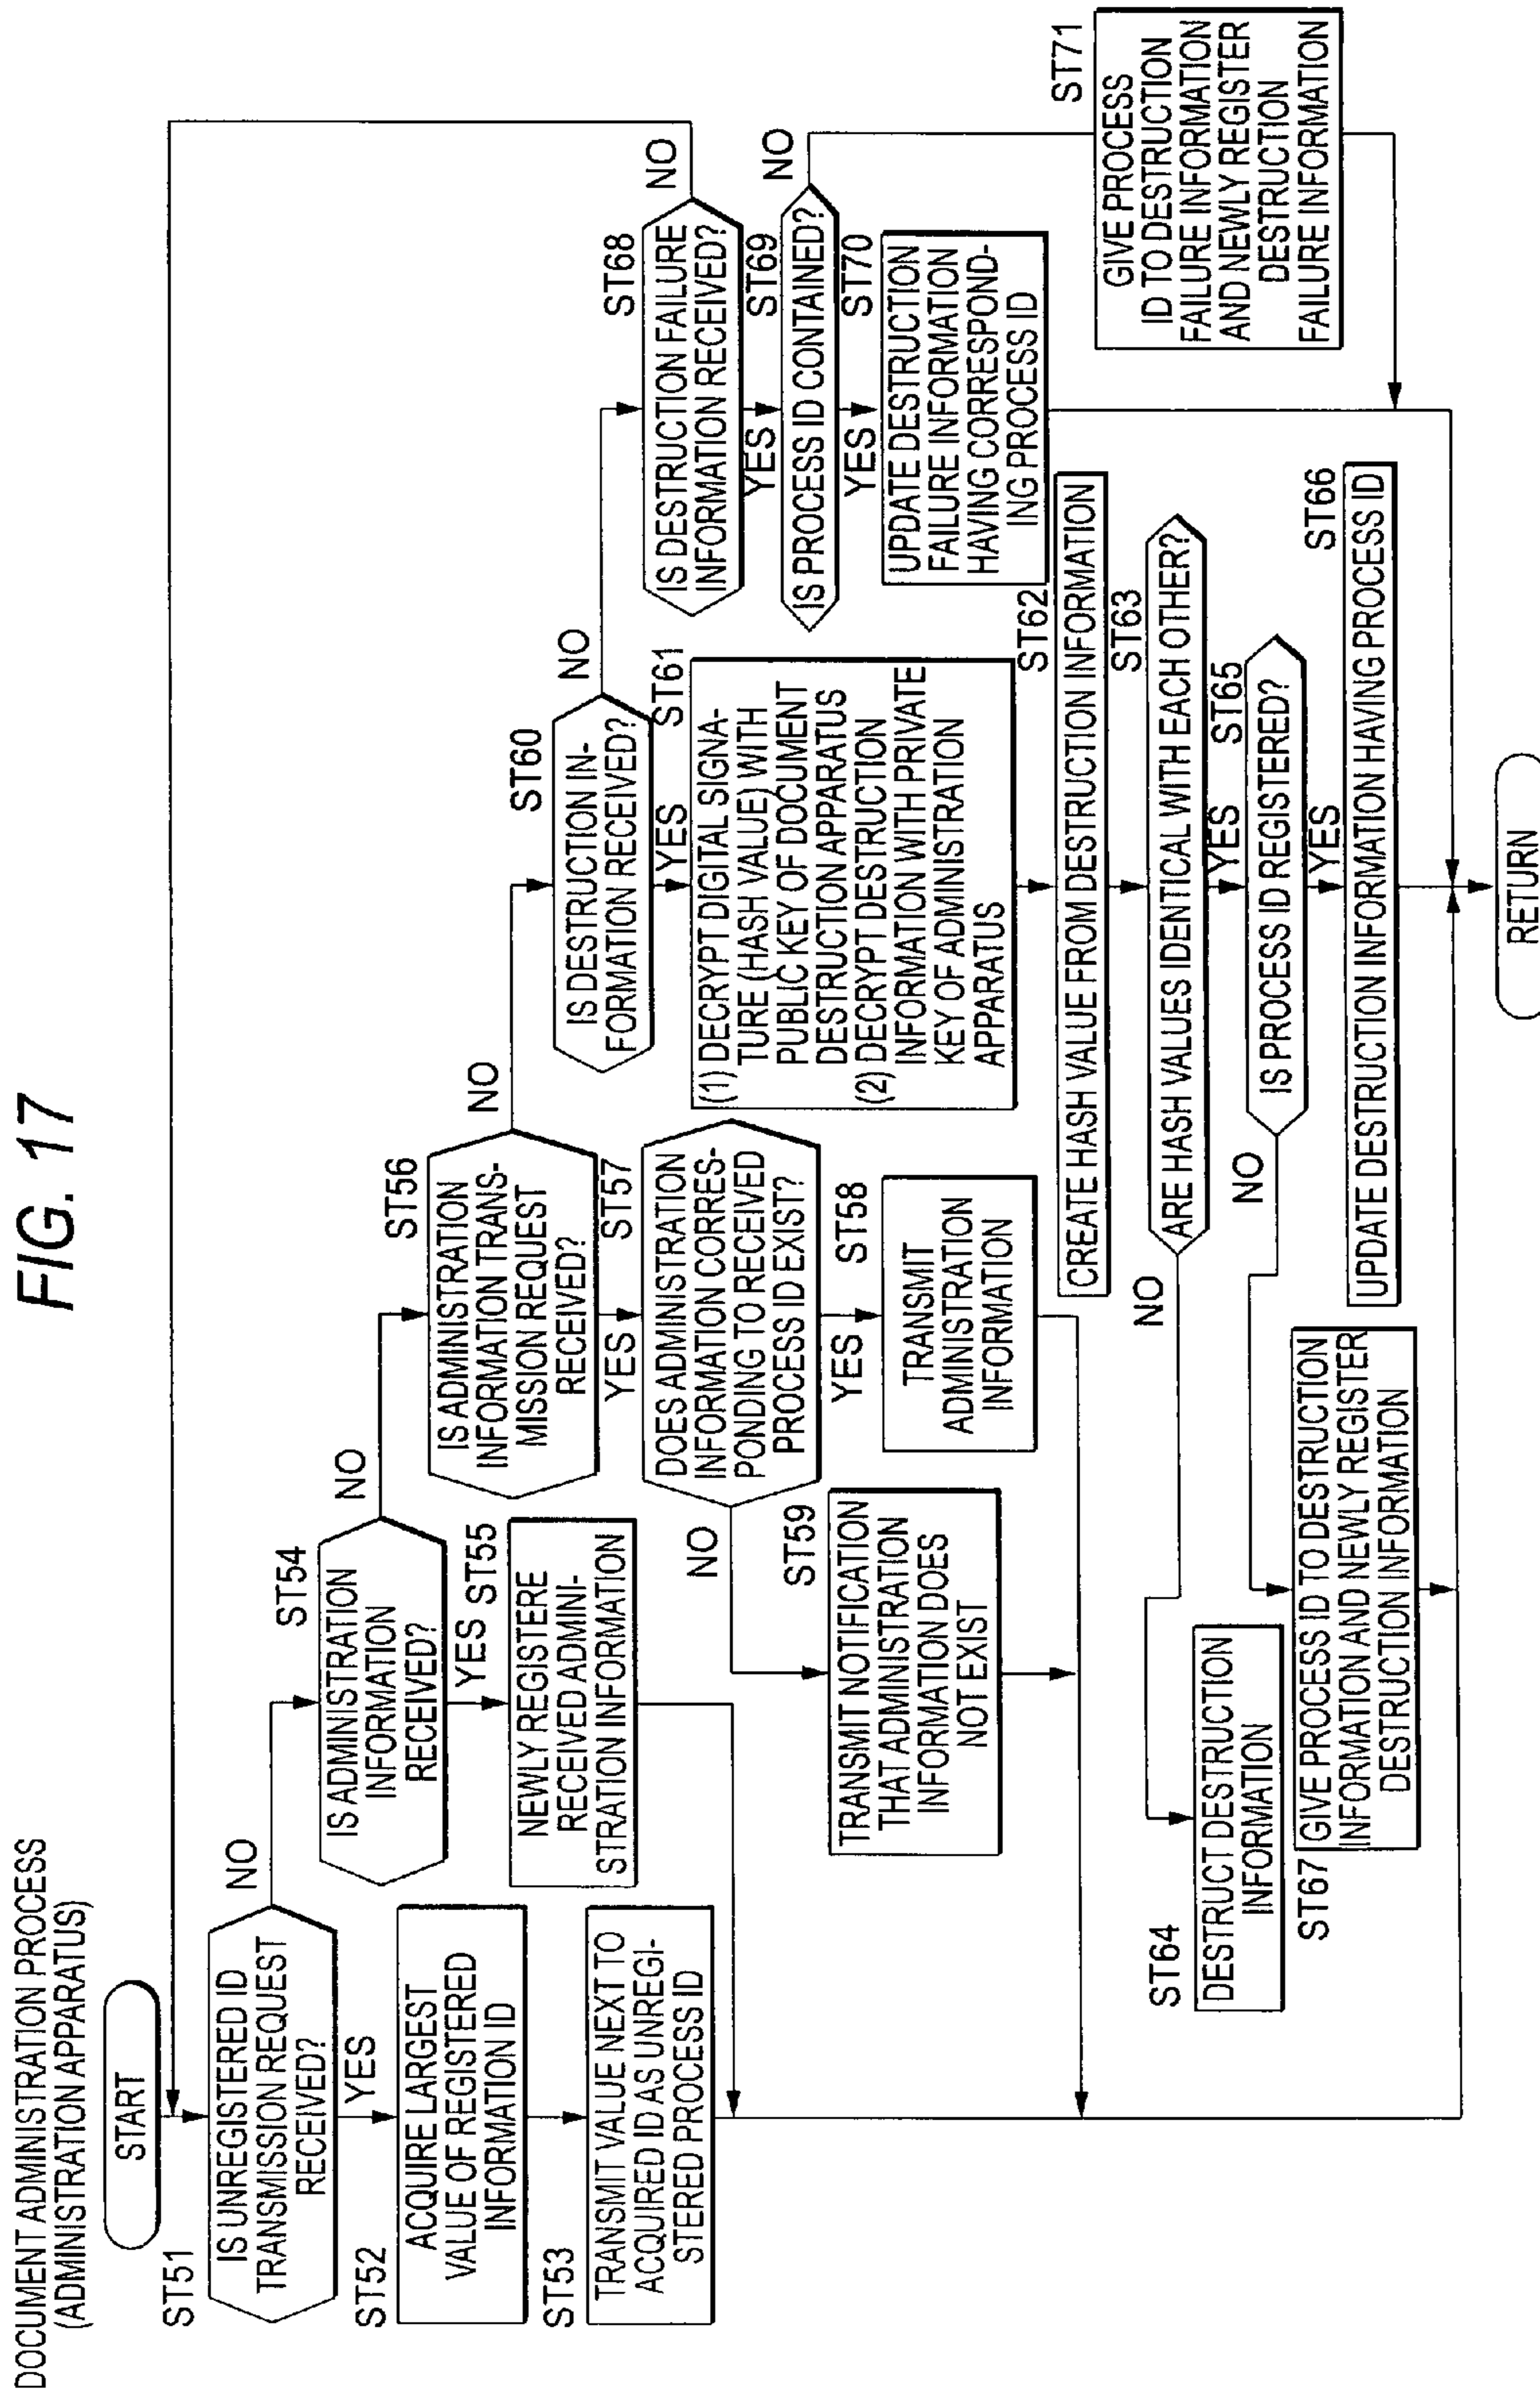 FIG. 17
DOCUMENT ADMINISTRATION PROCESS
(ADMINISTRATION APPARATUS)
START
ST51
IS UNREGISTERED ID
TRANSMISSION REQUEST
RECEIVED?
NO
YES
ST52
ACQUIRE LARGEST
VALUE OF REGISTERED
INFORMATION ID
ST53
TRANSMIT VALUE NEXT TO
ACQUIRED ID AS UNREGI-
STERED PROCESS ID
ST54
IS ADMINISTRATION
INFORMATION
RECEIVED?
NO
YES
ST55
NEWLY REGISTERE
RECEIVED ADMINI-
STRATION INFORMATION
ST56
IS ADMINISTRATION
INFORMATION TRANS-
MISSION REQUEST
RECEIVED?
NO
YES
ST57
DOES ADMINISTRATION
INFORMATION CORRES-
PONDING TO RECEIVED
PROCESS ID EXIST?
NO
YES
ST58
TRANSMIT
ADMINISTRATION
INFORMATION
ST59
TRANSMIT NOTIFICATION
THAT ADMINISTRATION
INFORMATION DOES
NOT EXIST
ST60
IS DESTRUCTION IN-
FORMATION RECEIVED?
NO
YES
ST61
(1) DECRYPT DIGITAL SIGNA-
TURE (HASH VALUE) WITH
PUBLIC KEY OF DOCUMENT
DESTRUCTION APPARATUS
(2) DECRYPT DESTRUCTION
INFORMATION WITH PRIVATE
KEY OF ADMINISTRATION
APPARATUS
ST62
CREATE HASH VALUE FROM DESTRUCTION INFORMATION
ST63
ARE HASH VALUES IDENTICAL WITH EACH OTHER?
NO
YES
ST64
DESTRUCT DESTRUCTION
INFORMATION
ST65
IS PROCESS ID REGISTERED?
NO
YES
ST66
UPDATE DESTRUCTION INFORMATION HAVING PROCESS ID
ST67
GIVE PROCESS ID TO DESTRUCTION
INFORMATION AND NEWLY REGISTER
DESTRUCTION INFORMATION
ST68
IS DESTRUCTION FAILURE
INFORMATION RECEIVED?
NO
YES
ST69
IS PROCESS ID CONTAINED?
NO
YES
ST70
UPDATE DESTRUCTION
FAILURE INFORMATION
HAVING CORRESPOND-
ING PROCESS ID
ST71
GIVE PROCESS
ID TO DESTRUCTION
FAILURE INFORMATION
AND NEWLY REGISTER
DESTRUCTION
FAILURE INFORMATION
RETURN